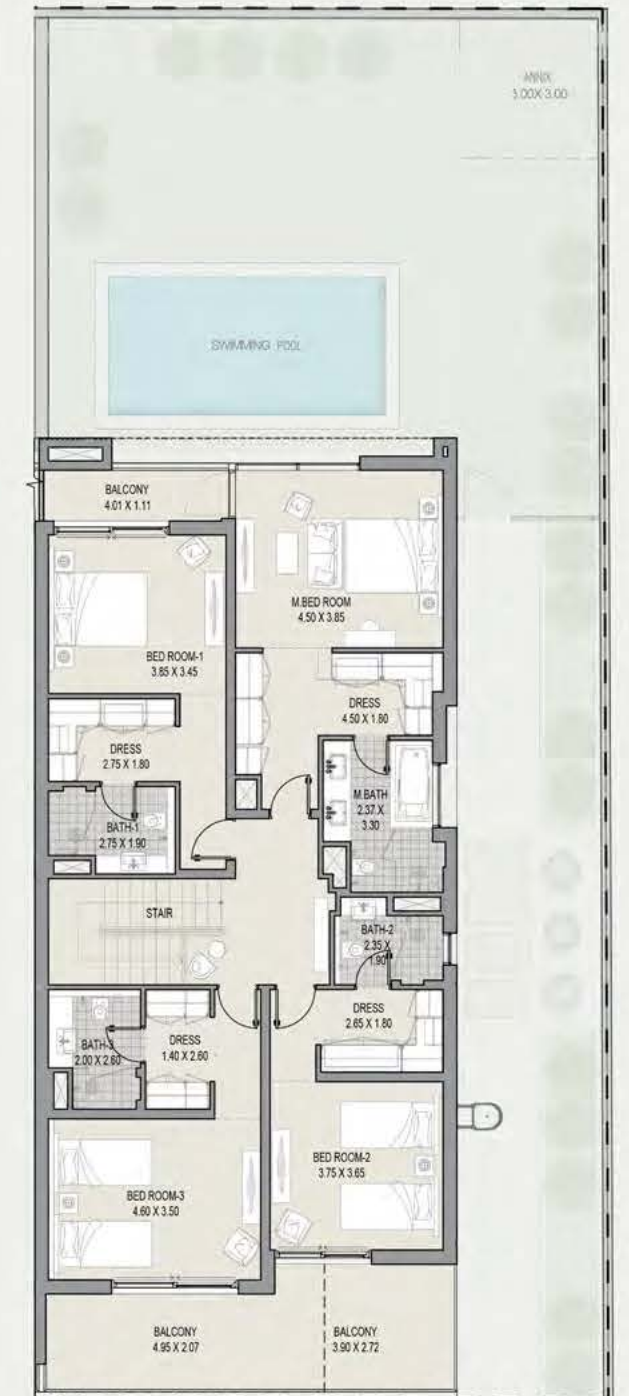 ANNIX
3.00X 3.00
SWIMMING POOL
BALCONY
4.01 X 1.11
M.BED ROOM
4.50 X 3.85
BED ROOM-1
3.85 X 3.45
DRESS
4.50 X 1.80
DRESS
2.75 X 1.80
M.BATH
2.37 X
3.30
BATH-1
2.75 X 1.90
STAIR
BATH-2
2.35 X
1.90
DRESS
2.65 X 1.80
BATH-3
2.00 X 2.60
DRESS
1.40 X 2.60
BED ROOM-2
3.75 X 3.65
BED ROOM-3
4.60 X 3.50
BALCONY
4.95 X 2.07
BALCONY
3.90 X 2.72